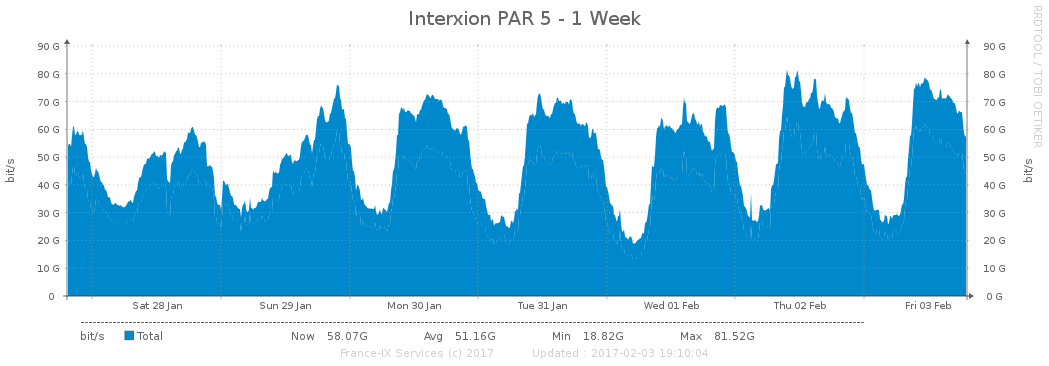 Interxion PAR 5 - 1 Week
RRDTOOL / TOBI OETIKER
90 G 90 G
80 G 80 G
70 G 70 G
60 G 60 G
50 G 50 G
40 G 40 G
30 G 30 G
20 G 20 G
10 G 10 G
0 0 G
bit/s
bit/s
Sat 28 Jan Sun 29 Jan Mon 30 Jan Tue 31 Jan Wed 01 Feb Thu 02 Feb Fri 03 Feb
bit/s Total Now 58.07G Avg 51.16G Min 18.82G Max 81.52G
France-IX Services (c) 2017 Updated : 2017-02-03 19:10:04